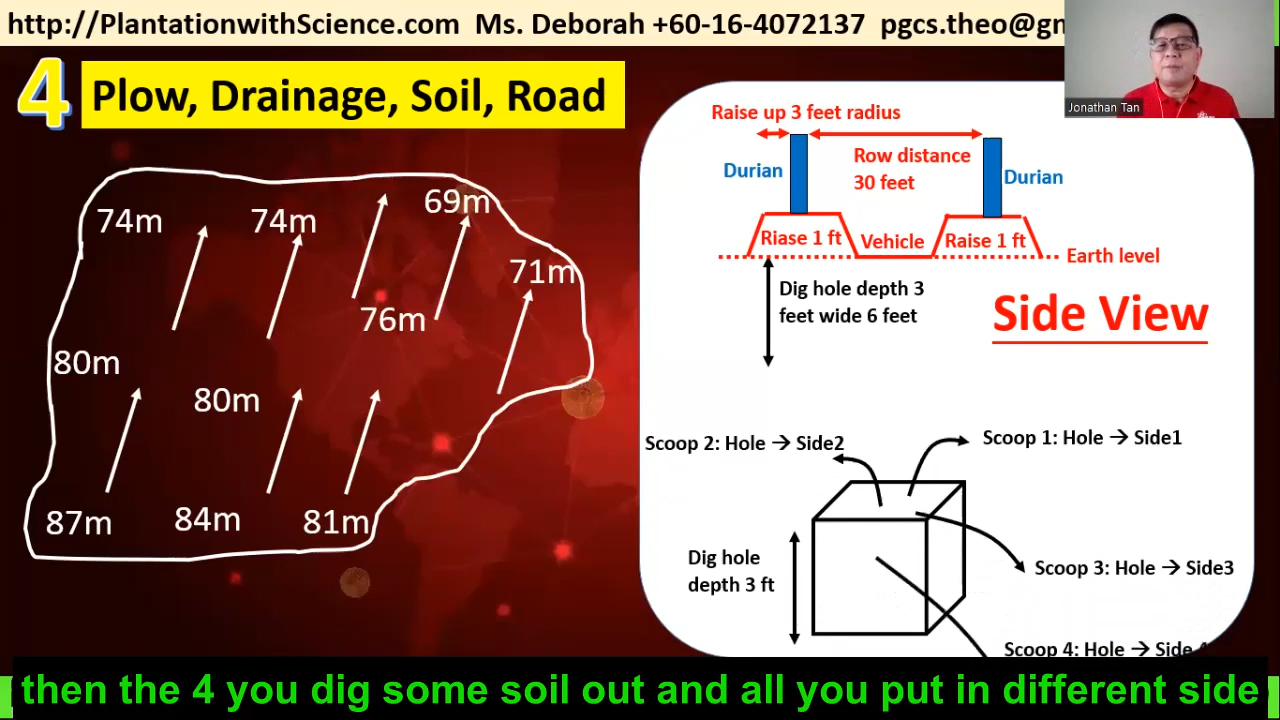 http://PlantationwithScience.com Ms. Deborah +60-16-4072137 pgcs.theo@gm
Jonathan Tan
4 Plow, Drainage, Soil, Road
74m
74m
69m
71m
76m
80m
80m
87m
84m
81m
Raise up 3 feet radius
Row distance
30 feet
Durian
Durian
Riase 1 ft
Vehicle
Raise 1 ft
Earth level
Dig hole depth 3
feet wide 6 feet
Side View
Scoop 2: Hole → Side2
Scoop 1: Hole → Side1
Dig hole
depth 3 ft
Scoop 3: Hole → Side3
Scoop 4: Hole → Side 4
then the 4 you dig some soil out and all you put in different side